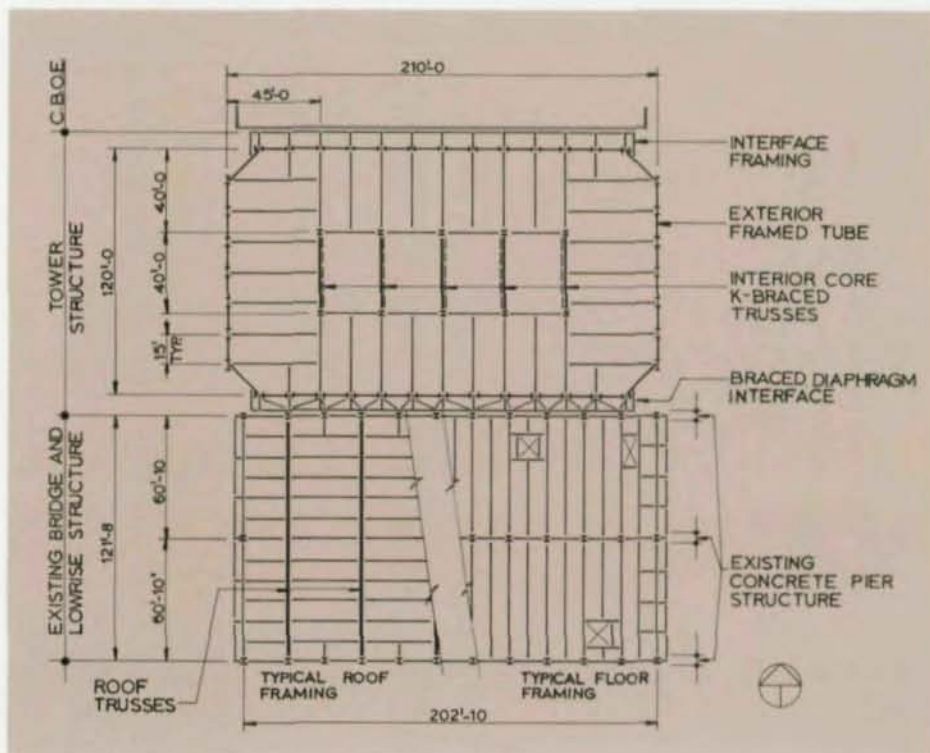 C.B.O.E.
210'-0
45'-0
INTERFACE
FRAMING
EXTERIOR
FRAMED TUBE
INTERIOR CORE
K-BRACED
TRUSSES
BRACED DIAPHRAGM
INTERFACE
TOWER
STRUCTURE
120'-0
40'-0
40'-0
15'
TYP.
EXISTING BRIDGE AND
LOWRISE STRUCTURE
121'-8
60'-10
60'-10"
EXISTING
CONCRETE PIER
STRUCTURE
ROOF
TRUSSES
TYPICAL ROOF
FRAMING
TYPICAL FLOOR
FRAMING
202'-10